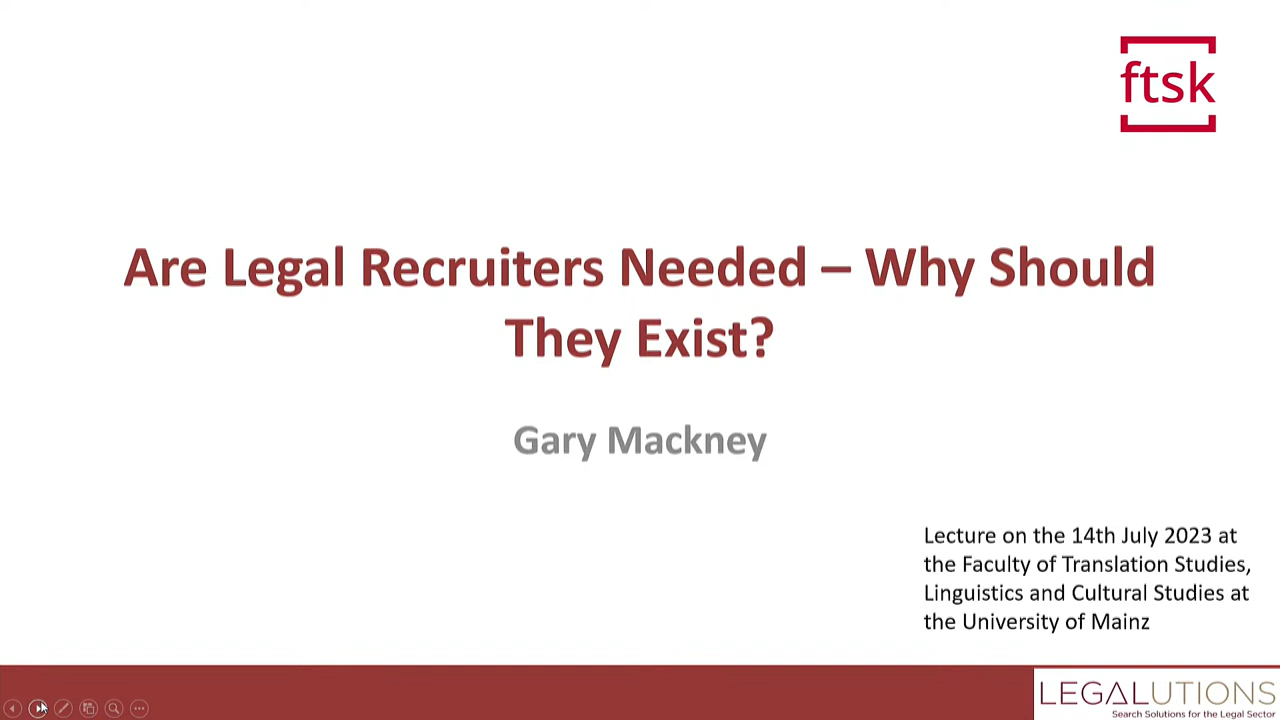 ftsk
Are Legal Recruiters Needed – Why Should
They Exist?
Gary Mackney
Lecture on the 14th July 2023 at
the Faculty of Translation Studies,
Linguistics and Cultural Studies at
the University of Mainz
LEGALUTIONS
Search Solutions for the Legal Sector